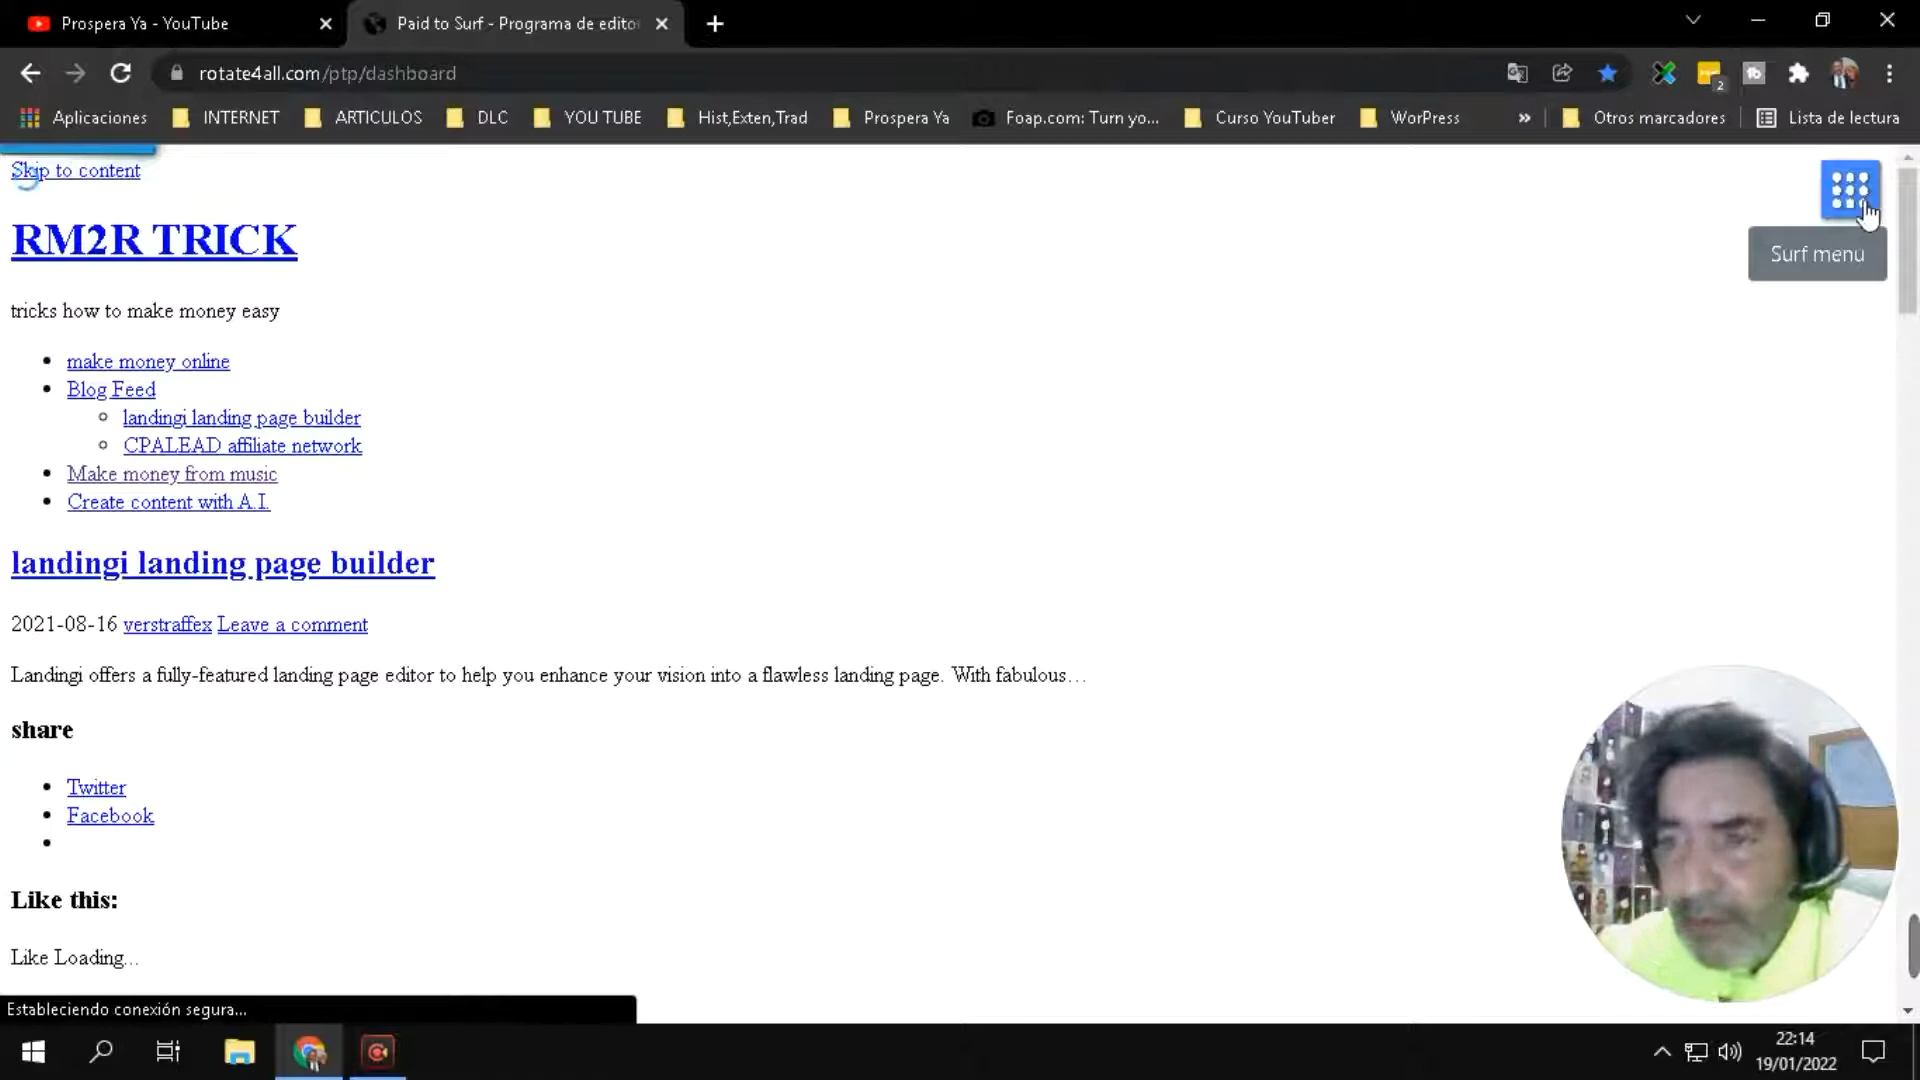 Prospera Ya - YouTube
Paid to Surf - Programa de edito
rotate4all.com/ptp/dashboard
2
Aplicaciones
INTERNET
ARTICULOS
DLC
YOU TUBE
Hist,Exten,Trad
Prospera Ya
Foap.com: Turn yo...
Curso YouTuber
WorPress
»
Otros marcadores
Lista de lectura
Skip to content
RM2R TRICK
Surf menu
tricks how to make money easy
make money online
Blog Feed
landingi landing page builder
CPALEAD affiliate network
Make money from music
Create content with A.I.
landingi landing page builder
2021-08-16 verstraffex Leave a comment
Landingi offers a fully-featured landing page editor to help you enhance your vision into a flawless landing page. With fabulous…
share
Twitter
Facebook
Like this:
Like Loading...
Estableciendo conexión segura...
22:14
19/01/2022